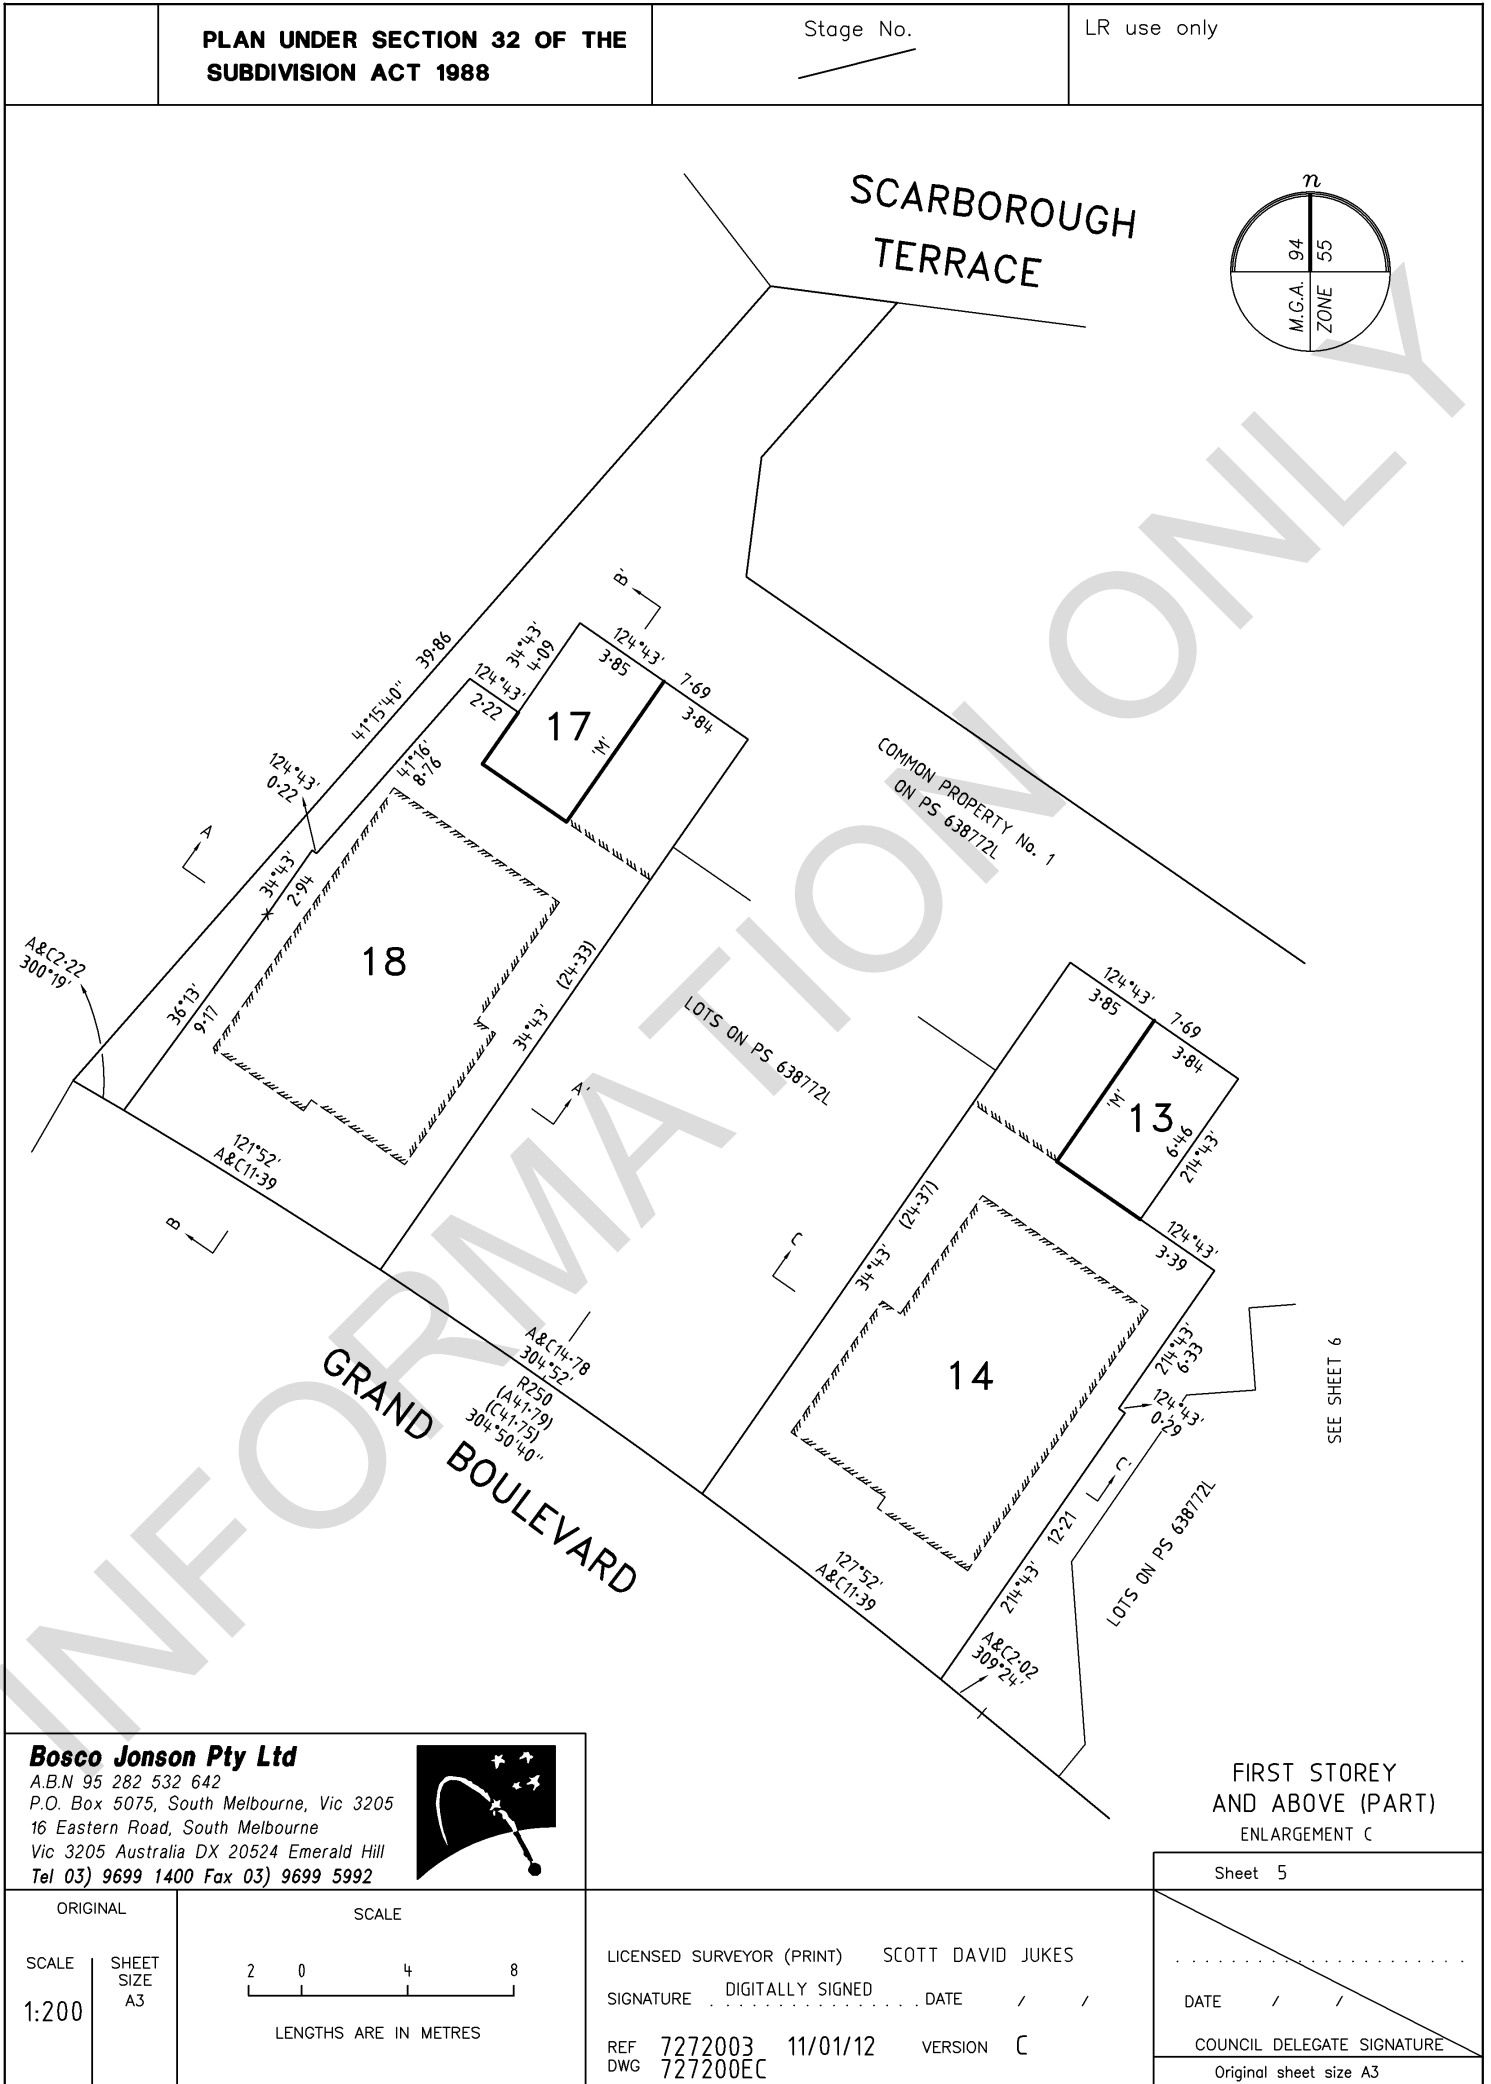 PLAN UNDER SECTION 32 OF THE
SUBDIVISION ACT 1988
Stage No.
LR use only
SCARBOROUGH
TERRACE
n
M.G.A. 94
ZONE 55
INFORMATION ONLY
B'
39·86
41°15'40"
34°43'
4·09
124°43'
3·85
7·69
3·84
124°43'
2·22
17
'M'
41°16'
8·76
124°43'
0·22
A
34°43'
2·94
18
A&C2·22
300°19'
36°13'
9·17
34°43' (24·33)
A'
121°52'
A&C11·39
B
COMMON PROPERTY No. 1
ON PS 638772L
LOTS ON PS 638772L
124°43'
3·85
7·69
3·84
'M'
13
6·46
214°43'
124°43'
3·39
34°43' (24·37)
C
14
214°43'
6·33
124°43'
0·29
SEE SHEET 6
C'
LOTS ON PS 638772L
214°43' 12·21
127°52'
A&C11·39
A&C2·02
309°24'
A&C14·78
304°52'
R250
(A41·79)
(C41·75)
304°50'40"
GRAND BOULEVARD
Bosco Jonson Pty Ltd
A.B.N 95 282 532 642
P.O. Box 5075, South Melbourne, Vic 3205
16 Eastern Road, South Melbourne
Vic 3205 Australia DX 20524 Emerald Hill
Tel 03) 9699 1400 Fax 03) 9699 5992
FIRST STOREY
AND ABOVE (PART)
ENLARGEMENT C
Sheet 5
ORIGINAL
SCALE
1:200
SHEET
SIZE
A3
SCALE
2 0 4 8
LENGTHS ARE IN METRES
LICENSED SURVEYOR (PRINT) SCOTT DAVID JUKES
SIGNATURE DIGITALLY SIGNED DATE / /
REF 7272003 11/01/12 VERSION C
DWG 727200EC
DATE / /
COUNCIL DELEGATE SIGNATURE
Original sheet size A3